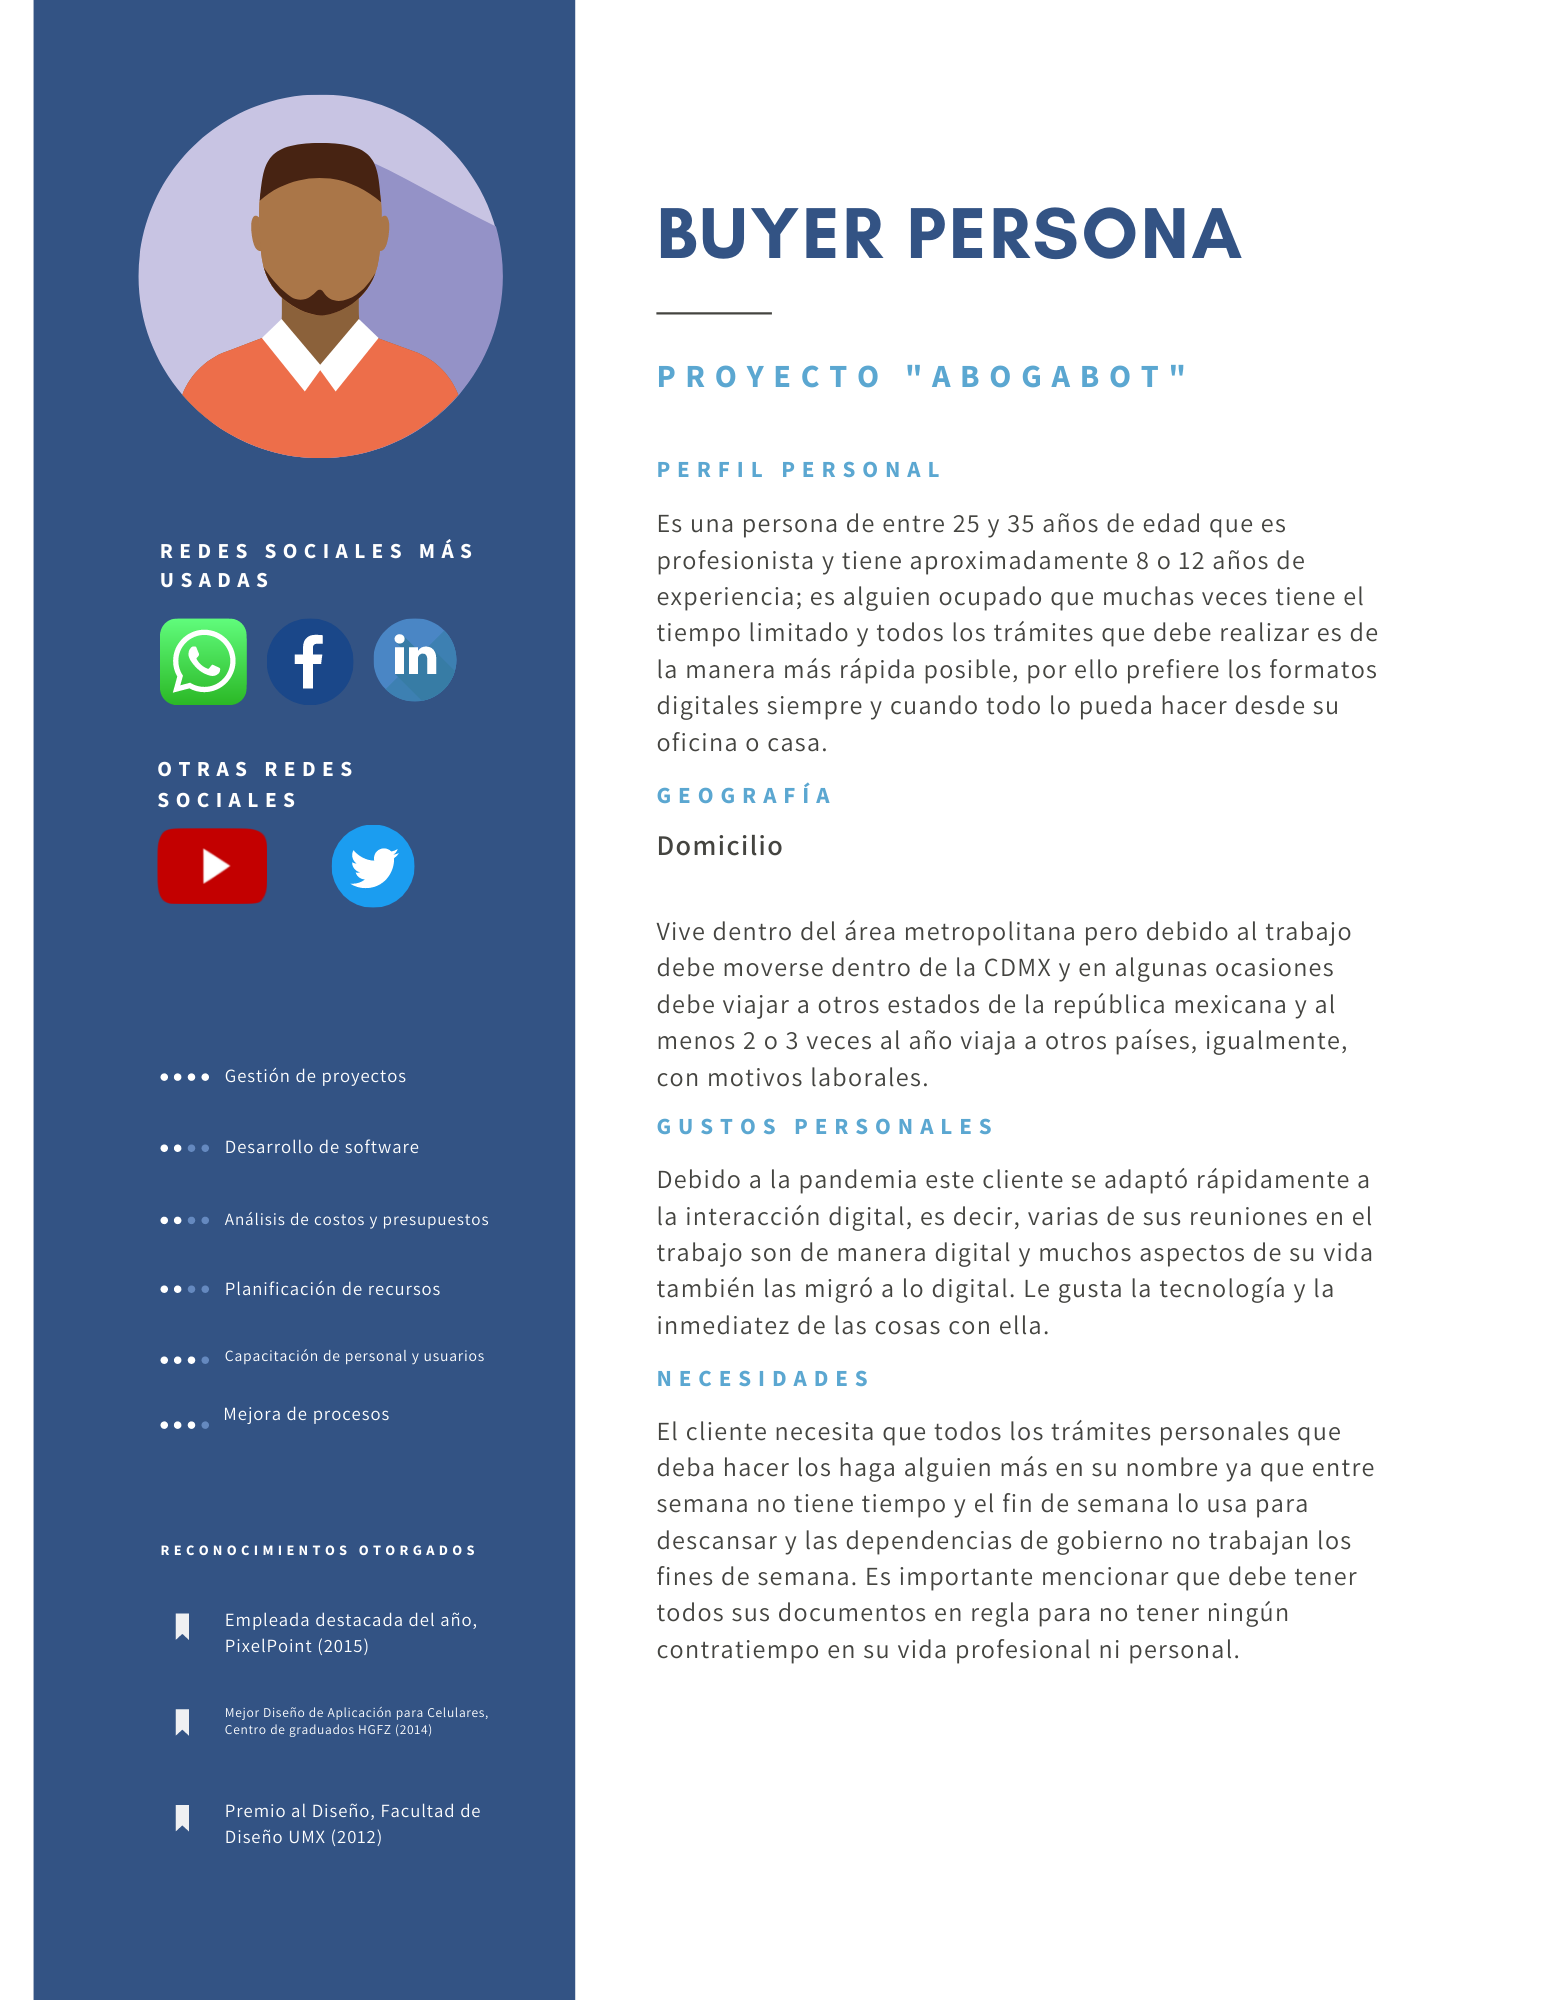 REDES SOCIALES MÁS
USADAS
in
OTRAS REDES
SOCIALES
Gestión de proyectos
Desarrollo de software
Análisis de costos y presupuestos
Planificación de recursos
Capacitación de personal y usuarios
Mejora de procesos
RECONOCIMIENTOS OTORGADOS
Empleada destacada del año,
PixelPoint (2015)
Mejor Diseño de Aplicación para Celulares,
Centro de graduados HGFZ (2014)
Premio al Diseño, Facultad de
Diseño UMX (2012)
BUYER PERSONA
PROYECTO "ABOGABOT"
PERFIL PERSONAL
Es una persona de entre 25 y 35 años de edad que es
profesionista y tiene aproximadamente 8 o 12 años de
experiencia; es alguien ocupado que muchas veces tiene el
tiempo limitado y todos los trámites que debe realizar es de
la manera más rápida posible, por ello prefiere los formatos
digitales siempre y cuando todo lo pueda hacer desde su
oficina o casa.
GEOGRAFÍA
Domicilio
Vive dentro del área metropolitana pero debido al trabajo
debe moverse dentro de la CDMX y en algunas ocasiones
debe viajar a otros estados de la república mexicana y al
menos 2 o 3 veces al año viaja a otros países, igualmente,
con motivos laborales.
GUSTOS PERSONALES
Debido a la pandemia este cliente se adaptó rápidamente a
la interacción digital, es decir, varias de sus reuniones en el
trabajo son de manera digital y muchos aspectos de su vida
también las migró a lo digital. Le gusta la tecnología y la
inmediatez de las cosas con ella.
NECESIDADES
El cliente necesita que todos los trámites personales que
deba hacer los haga alguien más en su nombre ya que entre
semana no tiene tiempo y el fin de semana lo usa para
descansar y las dependencias de gobierno no trabajan los
fines de semana. Es importante mencionar que debe tener
todos sus documentos en regla para no tener ningún
contratiempo en su vida profesional ni personal.